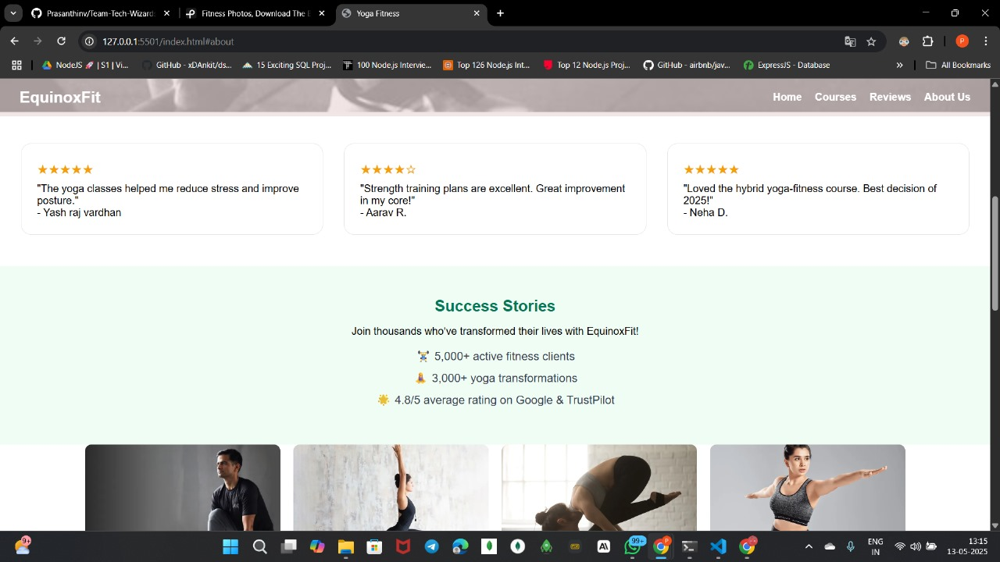 Prasanthinv/Team-Tech-Wizard
Fitness Photos, Download The
Yoga Fitness
127.0.0.1:5501/index.html#about
P
NodeJS 🚀 | S1 | Vi...
GitHub - xDAnkit/ds...
15 Exciting SQL Proj...
100 Node.js Intervie...
Top 126 Node.js Int...
Top 12 Node.js Proj...
GitHub - airbnb/jav...
ExpressJS - Database
All Bookmarks
EquinoxFit
Home
Courses
Reviews
About Us
★★★★★
"The yoga classes helped me reduce stress and improve
posture."
- Yash raj vardhan
★★★★☆
"Strength training plans are excellent. Great improvement
in my core!"
- Aarav R.
★★★★★
"Loved the hybrid yoga-fitness course. Best decision of
2025!"
- Neha D.
Success Stories
Join thousands who've transformed their lives with EquinoxFit!
🏋️ 5,000+ active fitness clients
🧘 3,000+ yoga transformations
🌟 4.8/5 average rating on Google & TrustPilot
9+
99+
P
ENG
IN
13:15
13-05-2025